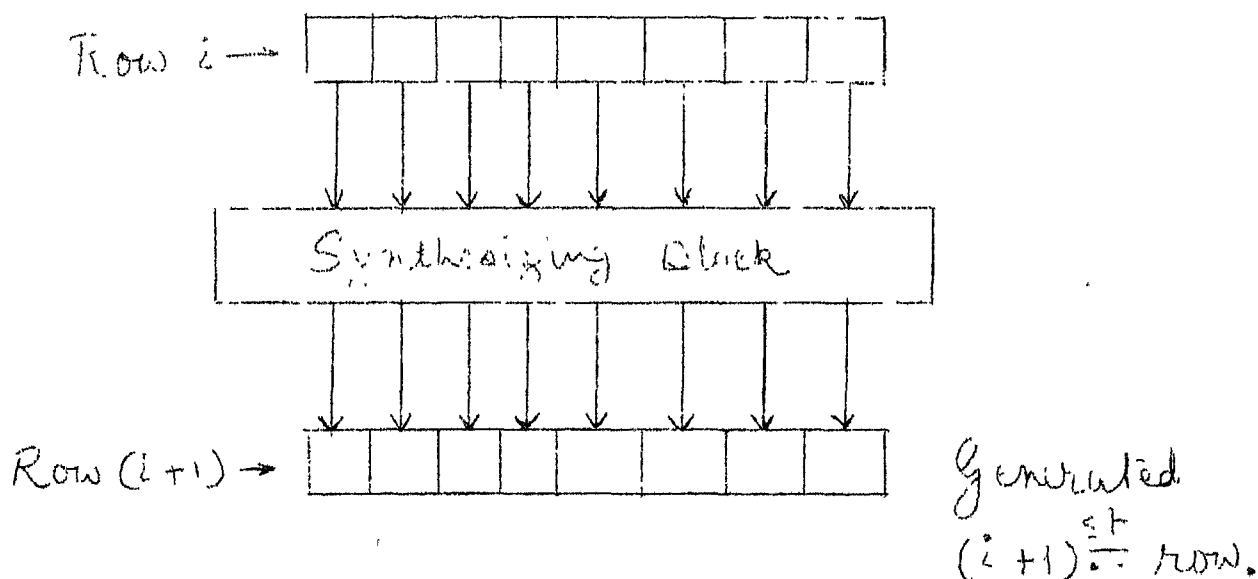 Row i →
Synthesizing Block
Row (i+1) →
Generated
(i+1)st row.